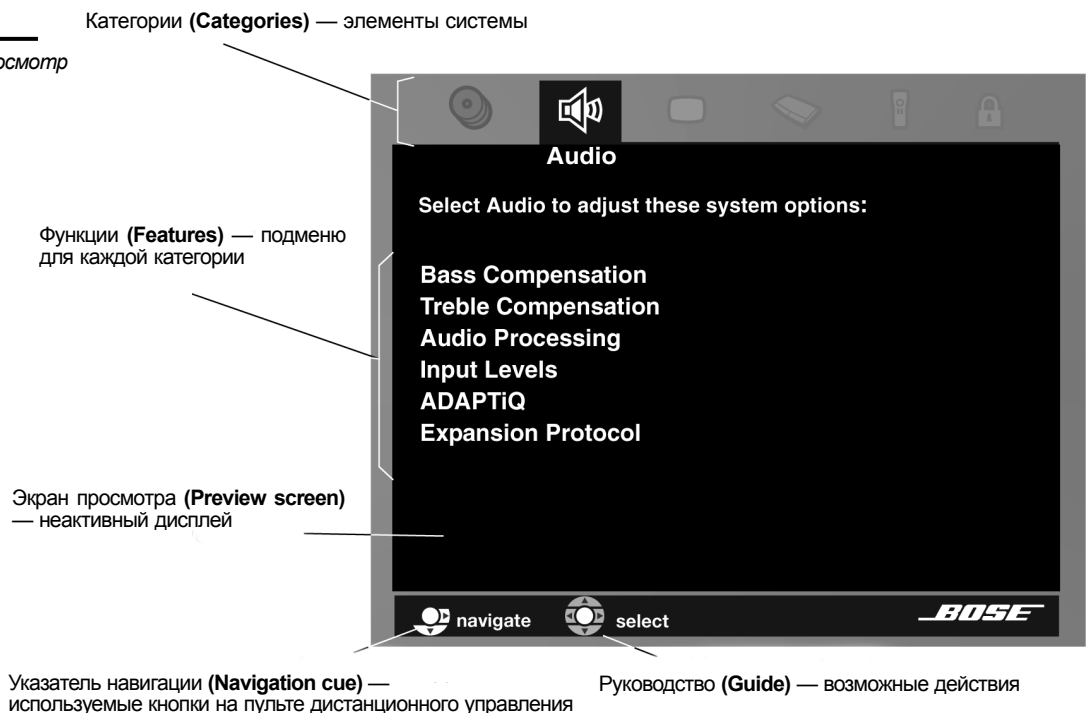 Категории (Categories) — элементы системы
осмотр
Audio
Select Audio to adjust these system options:
Функции (Features) — подменю
для каждой категории
Bass Compensation
Treble Compensation
Audio Processing
Input Levels
ADAPTiQ
Expansion Protocol
Экран просмотра (Preview screen)
— неактивный дисплей
navigate
select
BOSE
Указатель навигации (Navigation cue) —
используемые кнопки на пульте дистанционного управления
Руководство (Guide) — возможные действия